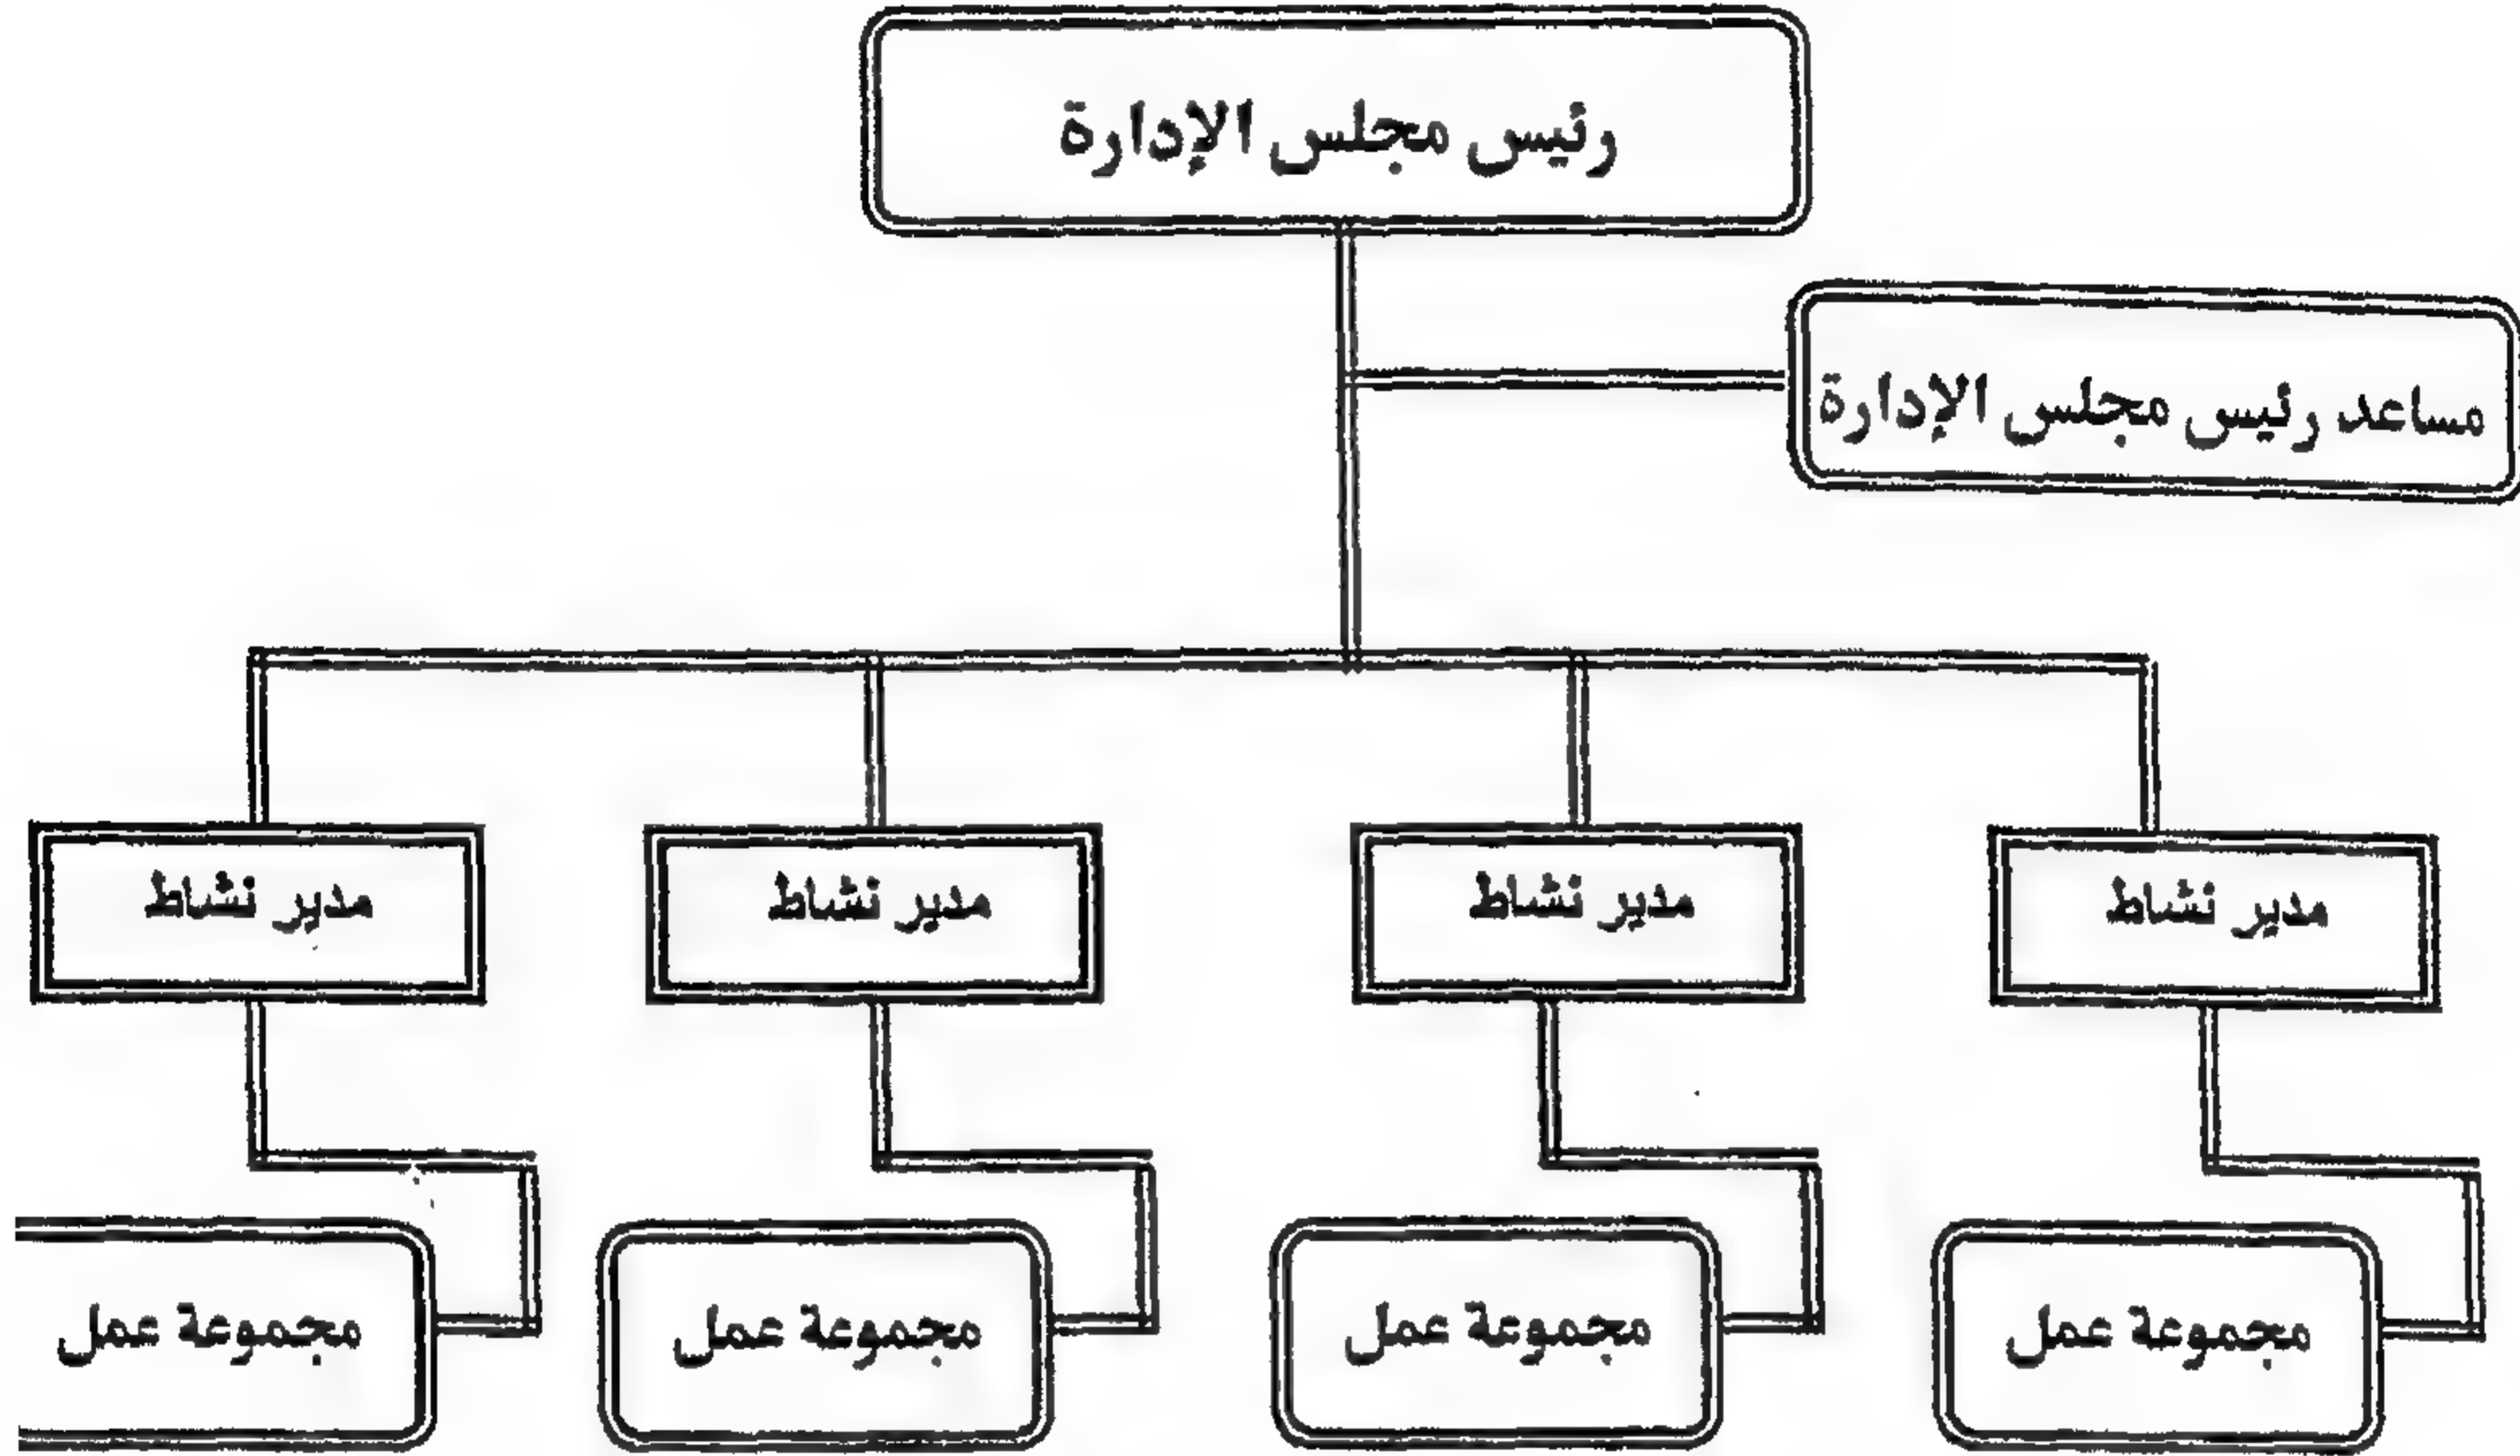 رئيس مجلس الإدارة
مساعد رئيس مجلس الإدارة
مدير نشاط
مدير نشاط
مدير نشاط
مدير نشاط
مجموعة عمل
مجموعة عمل
مجموعة عمل
مجموعة عمل